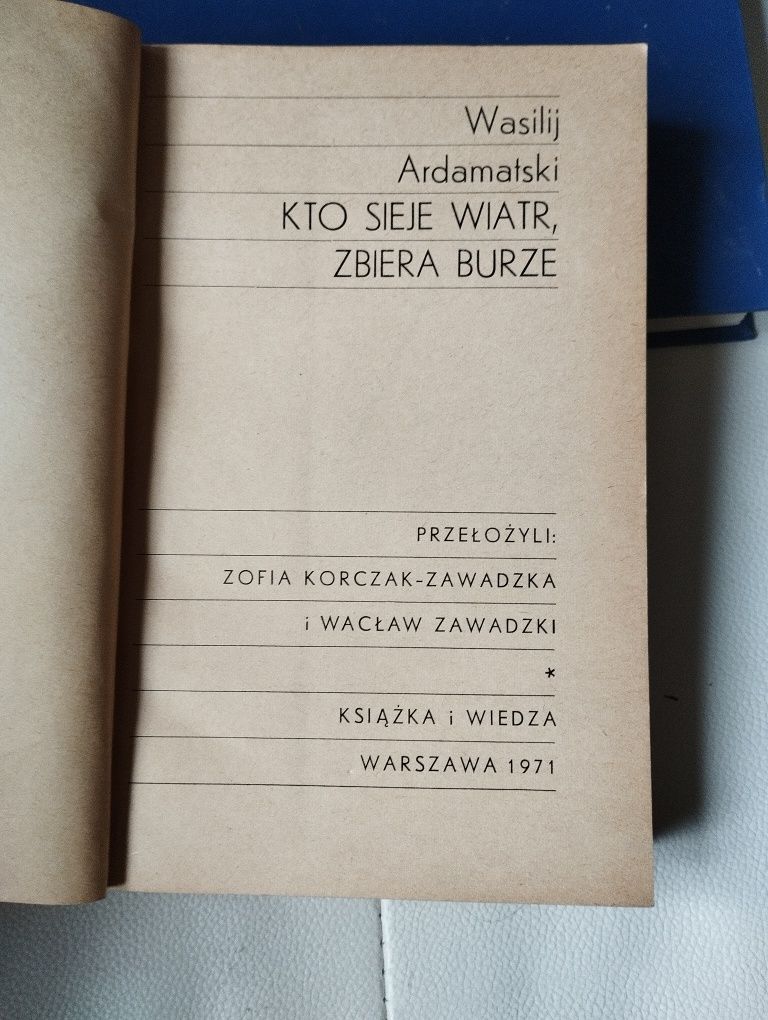 Wasilij
Ardamatski
KTO SIEJE WIATR,
ZBIERA BURZE
PRZEŁOŻYLI:
ZOFIA KORCZAK-ZAWADZKA
i WACŁAW ZAWADZKI
*
KSIĄŻKA i WIEDZA
WARSZAWA 1971